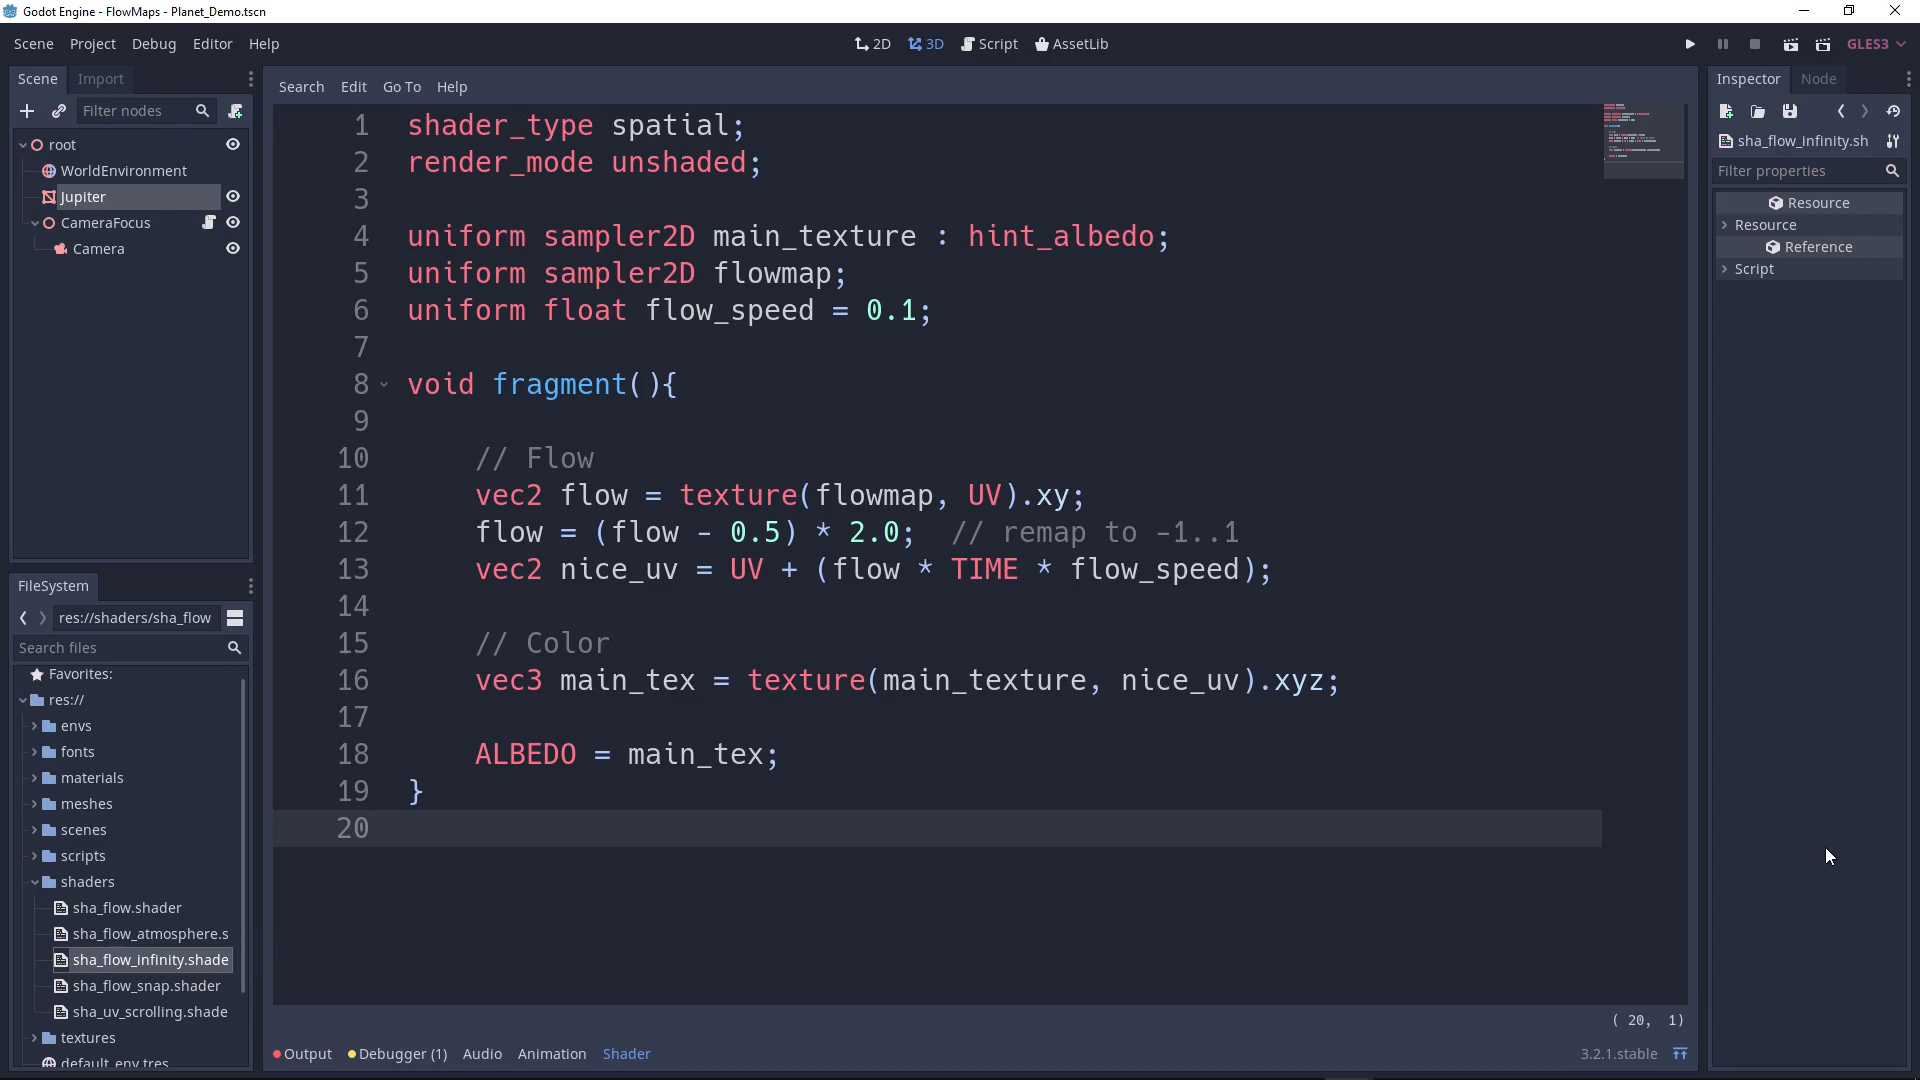 Godot Engine - FlowMaps - Planet_Demo.tscn
Scene Project Debug Editor Help
2D 3D Script AssetLib
GLES3
Scene Import
Filter nodes
root
WorldEnvironment
Jupiter
CameraFocus
Camera
FileSystem
res://shaders/sha_flow
Search files
Favorites:
res://
envs
fonts
materials
meshes
scenes
scripts
shaders
sha_flow.shader
sha_flow_atmosphere.s
sha_flow_infinity.shade
sha_flow_snap.shader
sha_uv_scrolling.shade
textures
default_env.tres
Search Edit Go To Help
1 shader_type spatial;
2 render_mode unshaded;
3
4 uniform sampler2D main_texture : hint_albedo;
5 uniform sampler2D flowmap;
6 uniform float flow_speed = 0.1;
7
8 void fragment(){
9
10 // Flow
11 vec2 flow = texture(flowmap, UV).xy;
12 flow = (flow - 0.5) * 2.0; // remap to -1..1
13 vec2 nice_uv = UV + (flow * TIME * flow_speed);
14
15 // Color
16 vec3 main_tex = texture(main_texture, nice_uv).xyz;
17
18 ALBEDO = main_tex;
19 }
20
( 20, 1)
Output Debugger (1) Audio Animation Shader
3.2.1.stable
Inspector Node
sha_flow_infinity.sh
Filter properties
Resource
Resource
Reference
Script